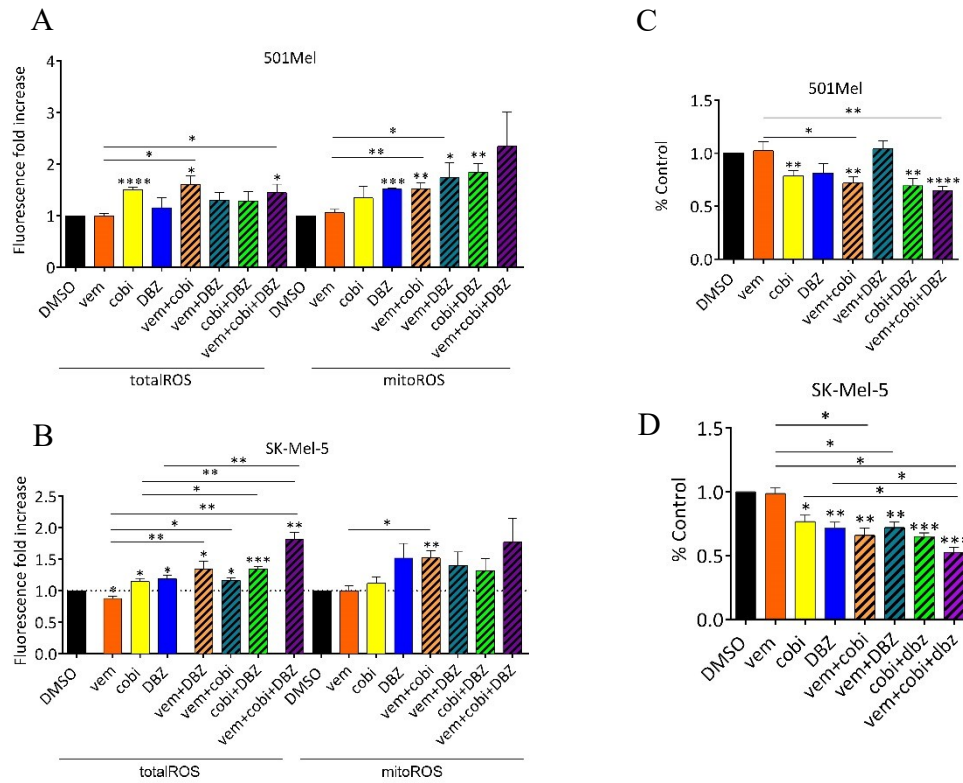 A
501Mel
Fluorescence fold increase
4
3
2
1
0
* 
*
****
*
*
*
**
***
**
*
**
DMSO
vem
cobi
DBZ
vem+cobi
vem+DBZ
cobi+DBZ
vem+cobi+DBZ
DMSO
vem
cobi
DBZ
vem+cobi
vem+DBZ
cobi+DBZ
vem+cobi+DBZ
totalROS
mitoROS
B
SK-Mel-5
Fluorescence fold increase
2.5
2.0
1.5
1.0
0.5
0.0
**
**
*
**
*
**
*
*
*
*
*
***
**
*
**
DMSO
vem
cobi
DBZ
vem+DBZ
vem+cobi
cobi+DBZ
vem+cobi+DBZ
DMSO
vem
cobi
DBZ
vem+cobi
vem+DBZ
cobi+DBZ
vem+cobi+DBZ
totalROS
mitoROS
C
501Mel
% Control
1.5
1.0
0.5
0.0
**
*
**
**
**
****
DMSO
vem
cobi
DBZ
vem+cobi
vem+DBZ
cobi+DBZ
vem+cobi+DBZ
D
SK-Mel-5
% Control
1.5
1.0
0.5
0.0
*
*
*
*
*
*
**
**
**
***
***
DMSO
vem
cobi
DBZ
vem+cobi
vem+DBZ
cobi+dbz
vem+cobi+dbz